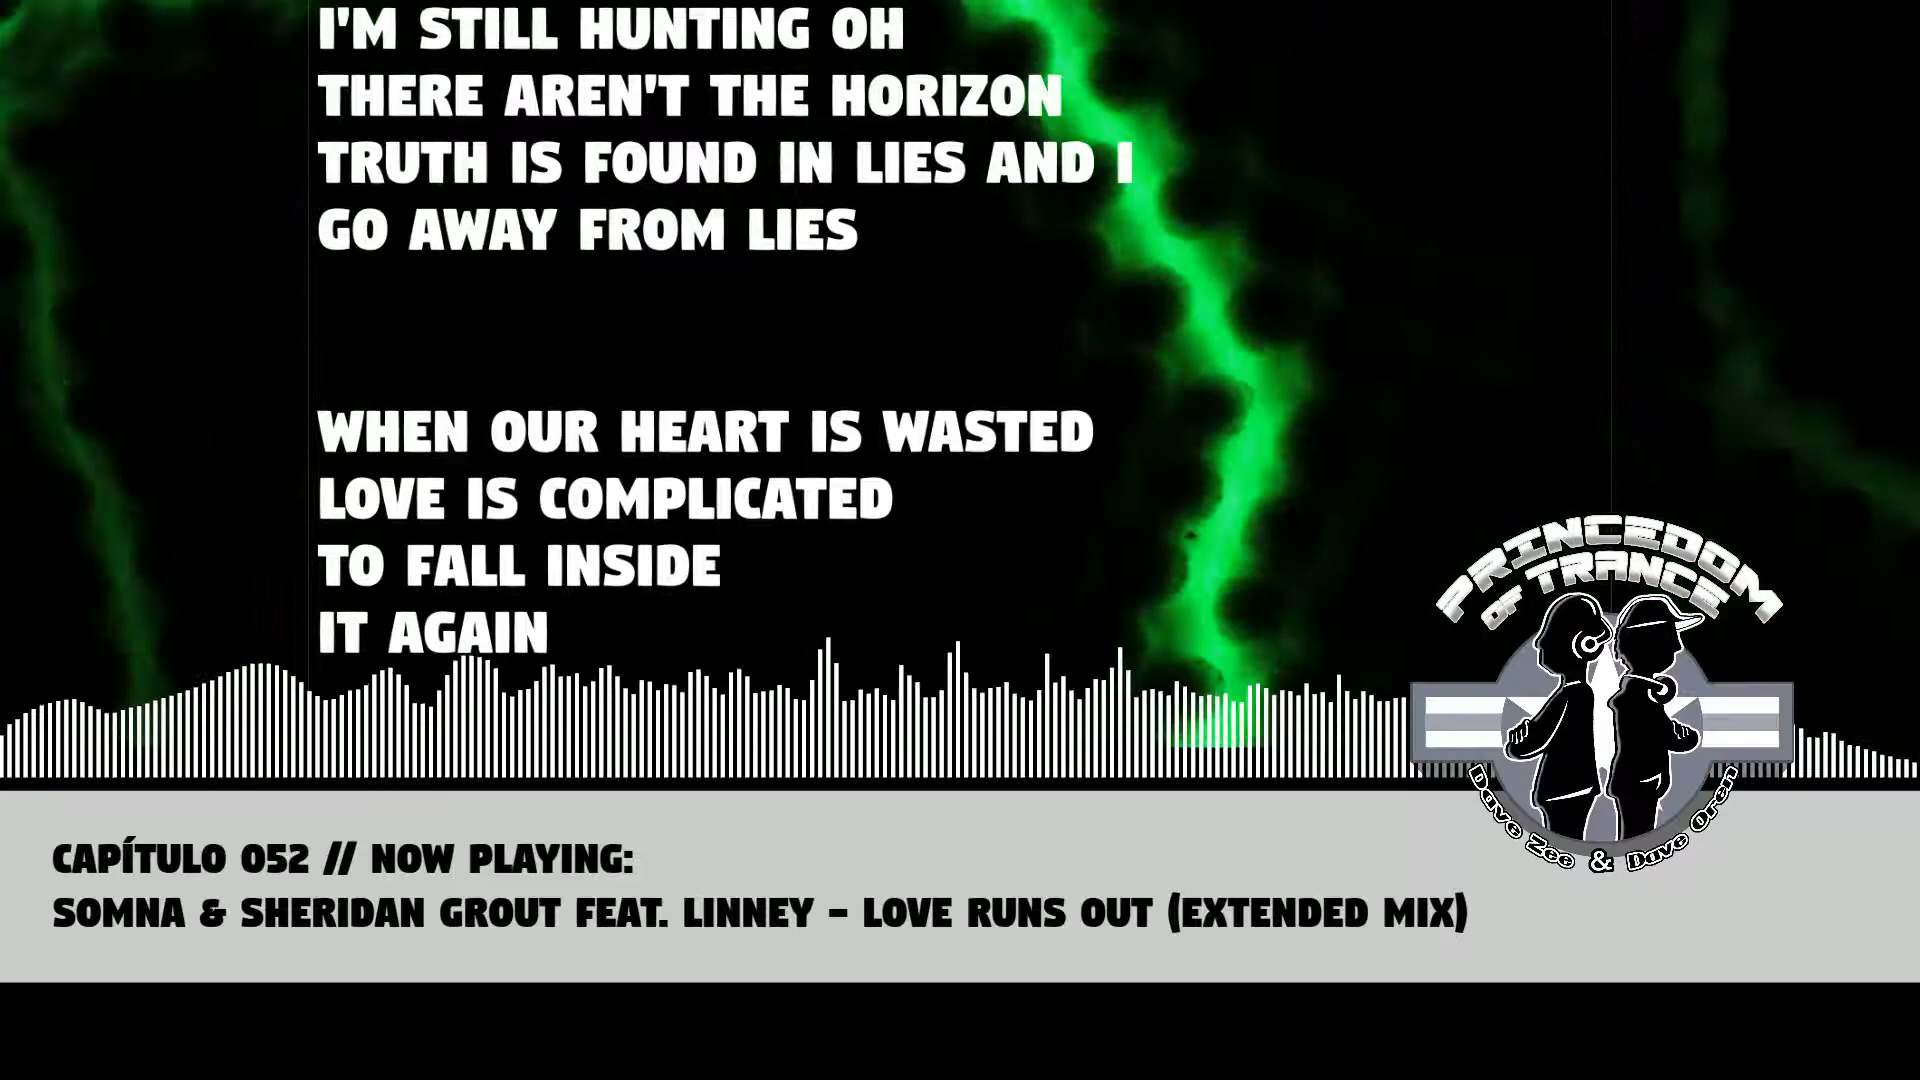 I'M STILL HUNTING OH
THERE AREN'T THE HORIZON
TRUTH IS FOUND IN LIES AND I
GO AWAY FROM LIES
WHEN OUR HEART IS WASTED
LOVE IS COMPLICATED
TO FALL INSIDE
IT AGAIN
PRINCEDOM
OF TRANCE
Dave Zee & Dave Oren
CAPÍTULO 052 // NOW PLAYING:
SOMNA & SHERIDAN GROUT FEAT. LINNEY - LOVE RUNS OUT (EXTENDED MIX)